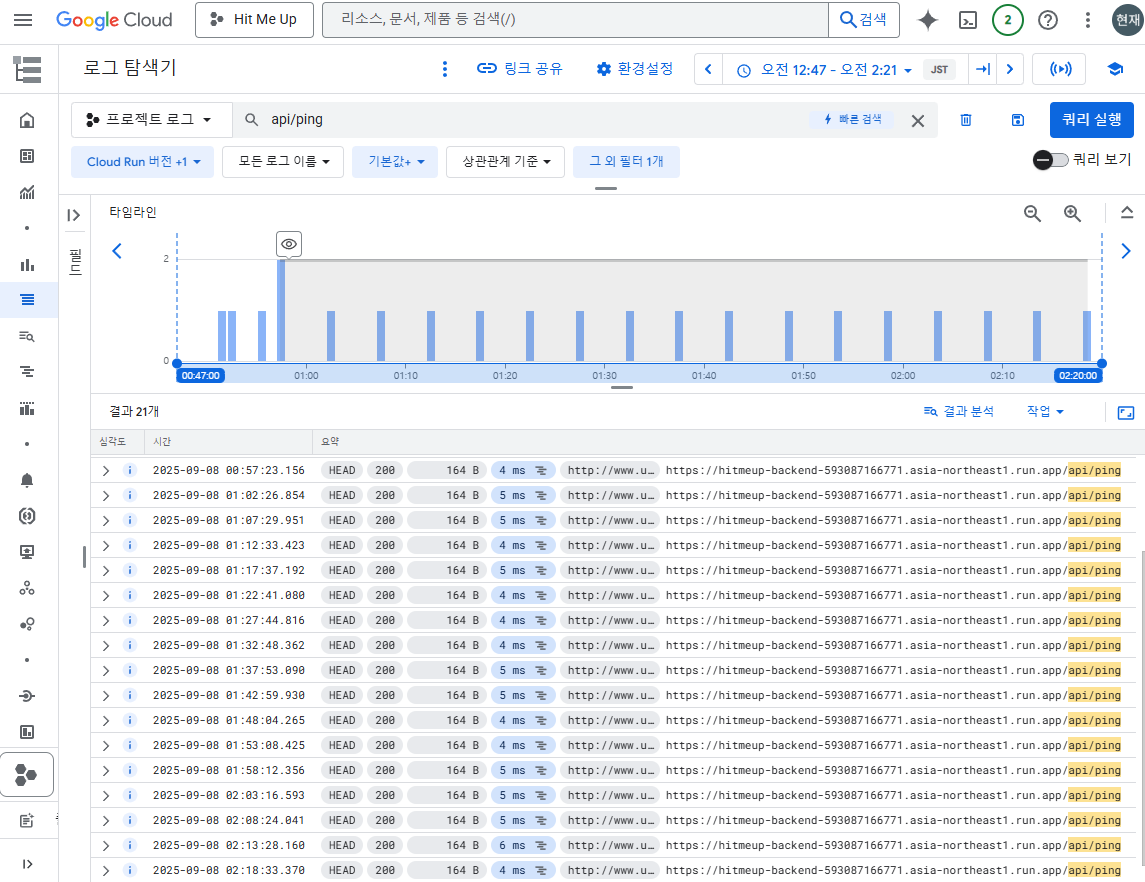 Google Cloud Hit Me Up 리소스, 문서, 제품 등 검색(/) 검색 2 현재
로그 탐색기 링크 공유 환경설정 오전 12:47 - 오전 2:21 JST
프로젝트 로그 api/ping 빠른 검색 쿼리 실행
Cloud Run 버전 +1 모든 로그 이름 기본값+ 상관관계 기준 그 외 필터 1개 쿼리 보기
타임라인
필드
2
0
00:47:00 01:00 01:10 01:20 01:30 01:40 01:50 02:00 02:10 02:20:00
결과 21개 결과 분석 작업
심각도 시간 요약
2025-09-08 00:57:23.156 HEAD 200 164 B 4 ms http://www.u… https://hitmeup-backend-593087166771.asia-northeast1.run.app/api/ping
2025-09-08 01:02:26.854 HEAD 200 164 B 5 ms http://www.u… https://hitmeup-backend-593087166771.asia-northeast1.run.app/api/ping
2025-09-08 01:07:29.951 HEAD 200 164 B 5 ms http://www.u… https://hitmeup-backend-593087166771.asia-northeast1.run.app/api/ping
2025-09-08 01:12:33.423 HEAD 200 164 B 4 ms http://www.u… https://hitmeup-backend-593087166771.asia-northeast1.run.app/api/ping
2025-09-08 01:17:37.192 HEAD 200 164 B 5 ms http://www.u… https://hitmeup-backend-593087166771.asia-northeast1.run.app/api/ping
2025-09-08 01:22:41.080 HEAD 200 164 B 4 ms http://www.u… https://hitmeup-backend-593087166771.asia-northeast1.run.app/api/ping
2025-09-08 01:27:44.816 HEAD 200 164 B 4 ms http://www.u… https://hitmeup-backend-593087166771.asia-northeast1.run.app/api/ping
2025-09-08 01:32:48.362 HEAD 200 164 B 4 ms http://www.u… https://hitmeup-backend-593087166771.asia-northeast1.run.app/api/ping
2025-09-08 01:37:53.090 HEAD 200 164 B 5 ms http://www.u… https://hitmeup-backend-593087166771.asia-northeast1.run.app/api/ping
2025-09-08 01:42:59.930 HEAD 200 164 B 5 ms http://www.u… https://hitmeup-backend-593087166771.asia-northeast1.run.app/api/ping
2025-09-08 01:48:04.265 HEAD 200 164 B 4 ms http://www.u… https://hitmeup-backend-593087166771.asia-northeast1.run.app/api/ping
2025-09-08 01:53:08.425 HEAD 200 164 B 4 ms http://www.u… https://hitmeup-backend-593087166771.asia-northeast1.run.app/api/ping
2025-09-08 01:58:12.356 HEAD 200 164 B 5 ms http://www.u… https://hitmeup-backend-593087166771.asia-northeast1.run.app/api/ping
2025-09-08 02:03:16.593 HEAD 200 164 B 5 ms http://www.u… https://hitmeup-backend-593087166771.asia-northeast1.run.app/api/ping
2025-09-08 02:08:24.041 HEAD 200 164 B 5 ms http://www.u… https://hitmeup-backend-593087166771.asia-northeast1.run.app/api/ping
2025-09-08 02:13:28.160 HEAD 200 164 B 6 ms http://www.u… https://hitmeup-backend-593087166771.asia-northeast1.run.app/api/ping
2025-09-08 02:18:33.370 HEAD 200 164 B 4 ms http://www.u… https://hitmeup-backend-593087166771.asia-northeast1.run.app/api/ping